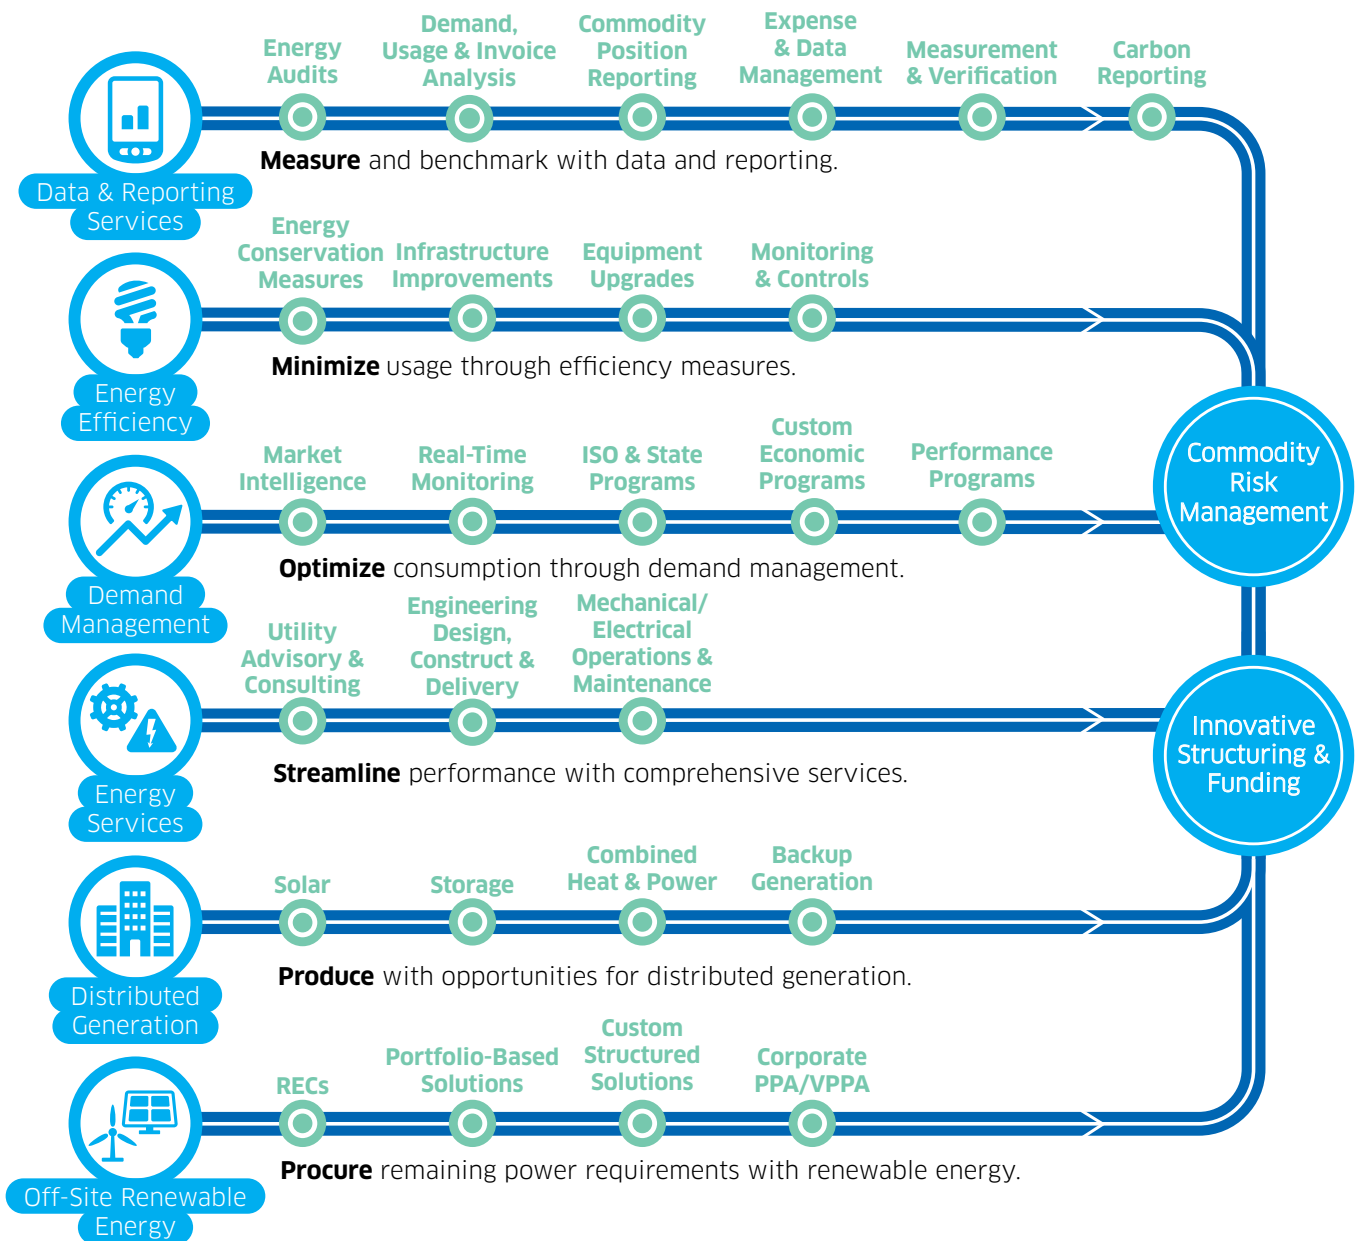 Energy
Audits
Demand,
Usage & Invoice
Analysis
Commodity
Position
Reporting
Expense
& Data
Management
Measurement
& Verification
Carbon
Reporting
Measure and benchmark with data and reporting.
Data & Reporting
Services
Energy
Conservation
Measures
Infrastructure
Improvements
Equipment
Upgrades
Monitoring
& Controls
Minimize usage through efficiency measures.
Energy
Efficiency
Market
Intelligence
Real-Time
Monitoring
ISO & State
Programs
Custom
Economic
Programs
Performance
Programs
Commodity
Risk
Management
Optimize consumption through demand management.
Demand
Management
Utility
Advisory &
Consulting
Engineering
Design,
Construct &
Delivery
Mechanical/
Electrical
Operations &
Maintenance
Innovative
Structuring &
Funding
Streamline performance with comprehensive services.
Energy
Services
Solar
Storage
Combined
Heat & Power
Backup
Generation
Produce with opportunities for distributed generation.
Distributed
Generation
RECs
Portfolio-Based
Solutions
Custom
Structured
Solutions
Corporate
PPA/VPPA
Procure remaining power requirements with renewable energy.
Off-Site Renewable
Energy